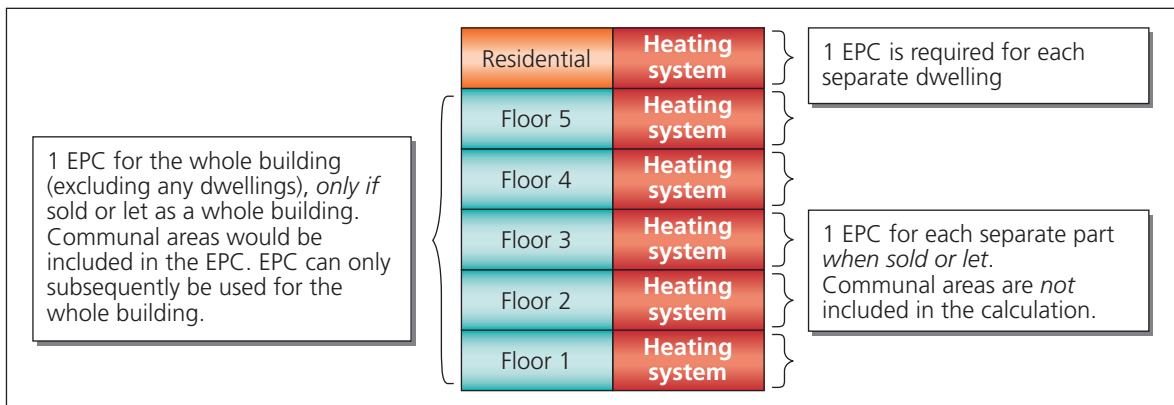 1 EPC for the whole building
(excluding any dwellings), only if
sold or let as a whole building.
Communal areas would be
included in the EPC. EPC can only
subsequently be used for the
whole building.
Residential
Heating
system
Floor 5
Heating
system
Floor 4
Heating
system
Floor 3
Heating
system
Floor 2
Heating
system
Floor 1
Heating
system
1 EPC is required for each
separate dwelling
1 EPC for each separate part
when sold or let.
Communal areas are not
included in the calculation.